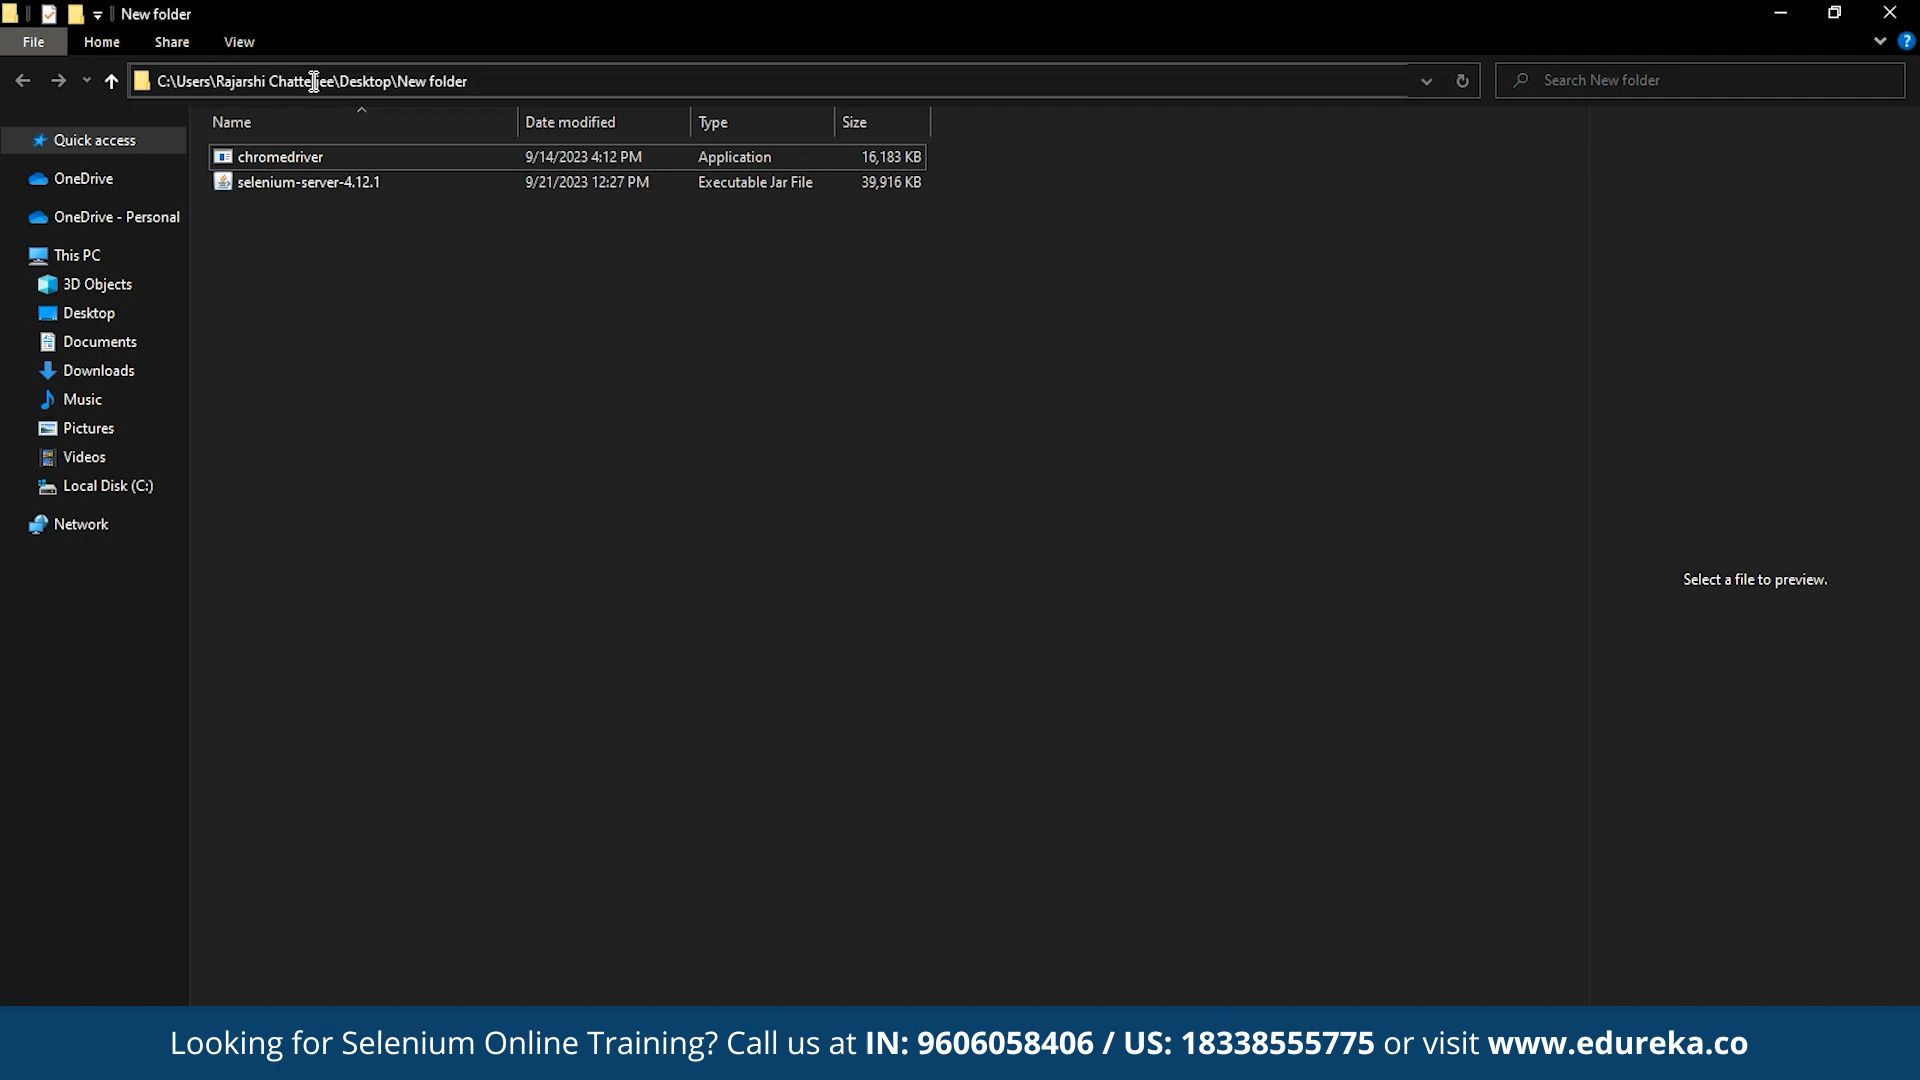 New folder
File Home Share View
C:\Users\Rajarshi Chatterjee\Desktop\New folder
Search New folder
Name Date modified Type Size
chromedriver 9/14/2023 4:12 PM Application 16,183 KB
selenium-server-4.12.1 9/21/2023 12:27 PM Executable Jar File 39,916 KB
Quick access
OneDrive
OneDrive - Personal
This PC
3D Objects
Desktop
Documents
Downloads
Music
Pictures
Videos
Local Disk (C:)
Network
Select a file to preview.
Looking for Selenium Online Training? Call us at IN: 9606058406 / US: 18338555775 or visit www.edureka.co